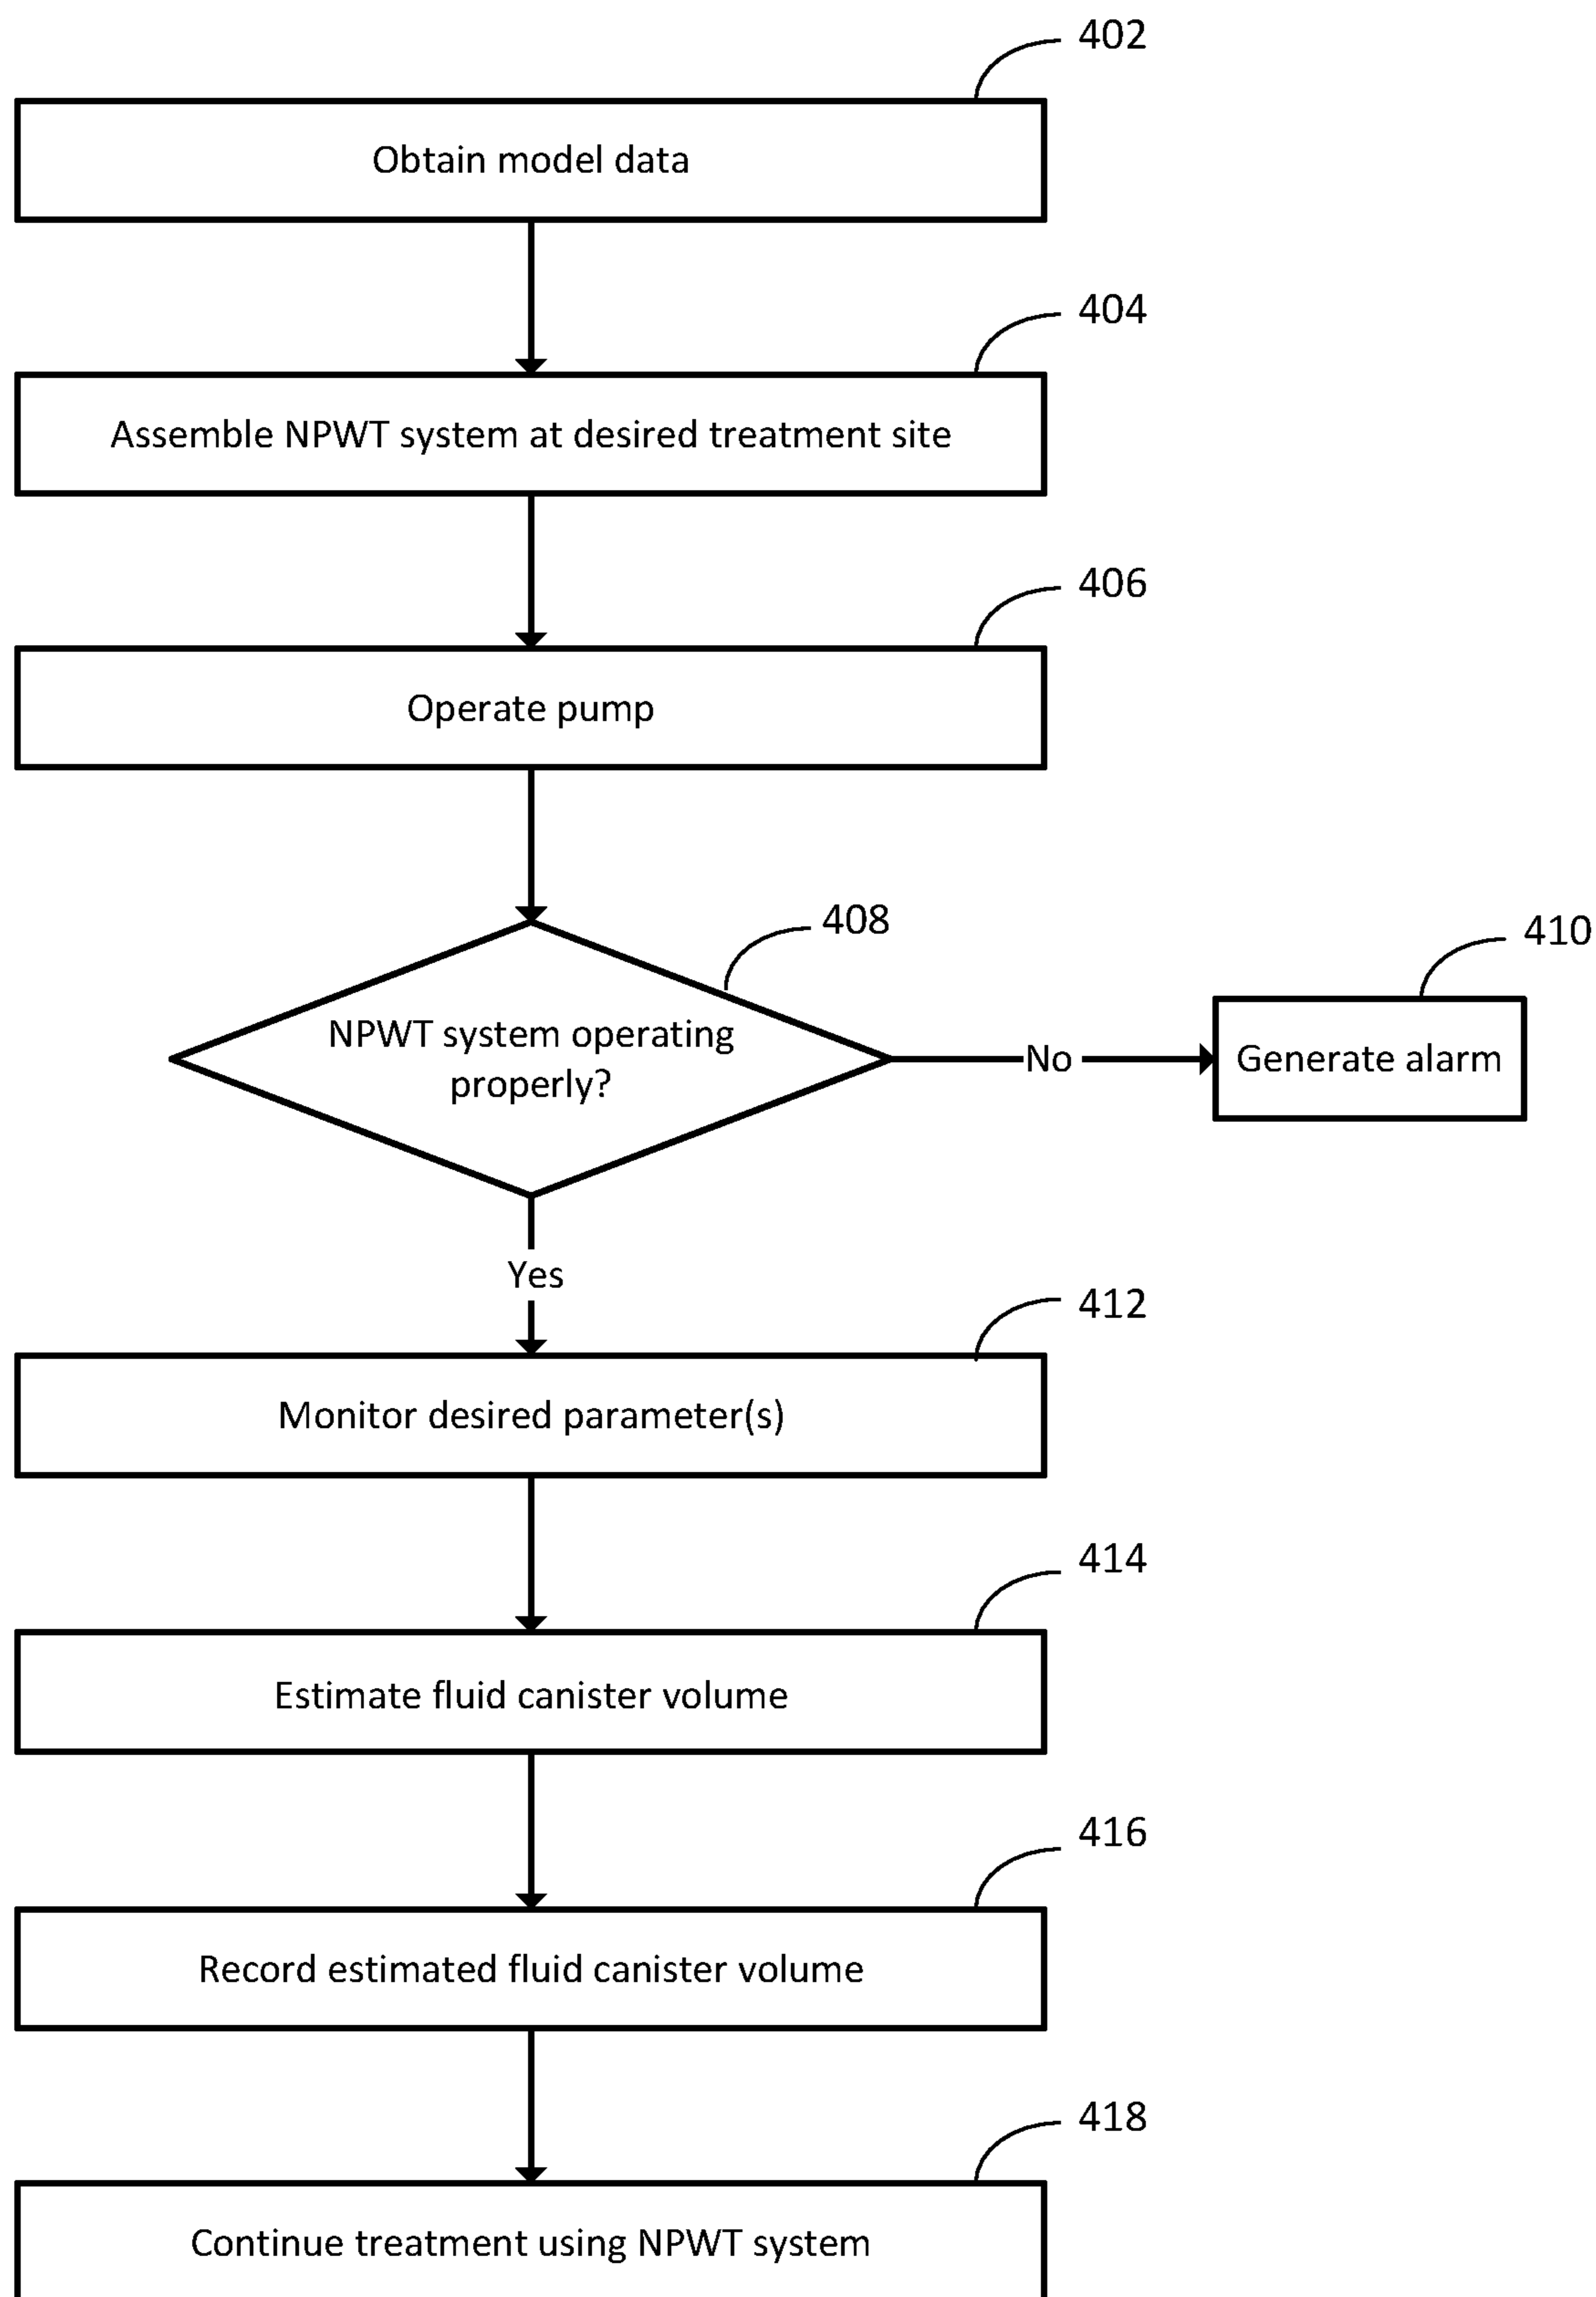 402
Obtain model data
404
Assemble NPWT system at desired treatment site
406
Operate pump
408
NPWT system operating
properly?
No
410
Generate alarm
Yes
412
Monitor desired parameter(s)
414
Estimate fluid canister volume
416
Record estimated fluid canister volume
418
Continue treatment using NPWT system